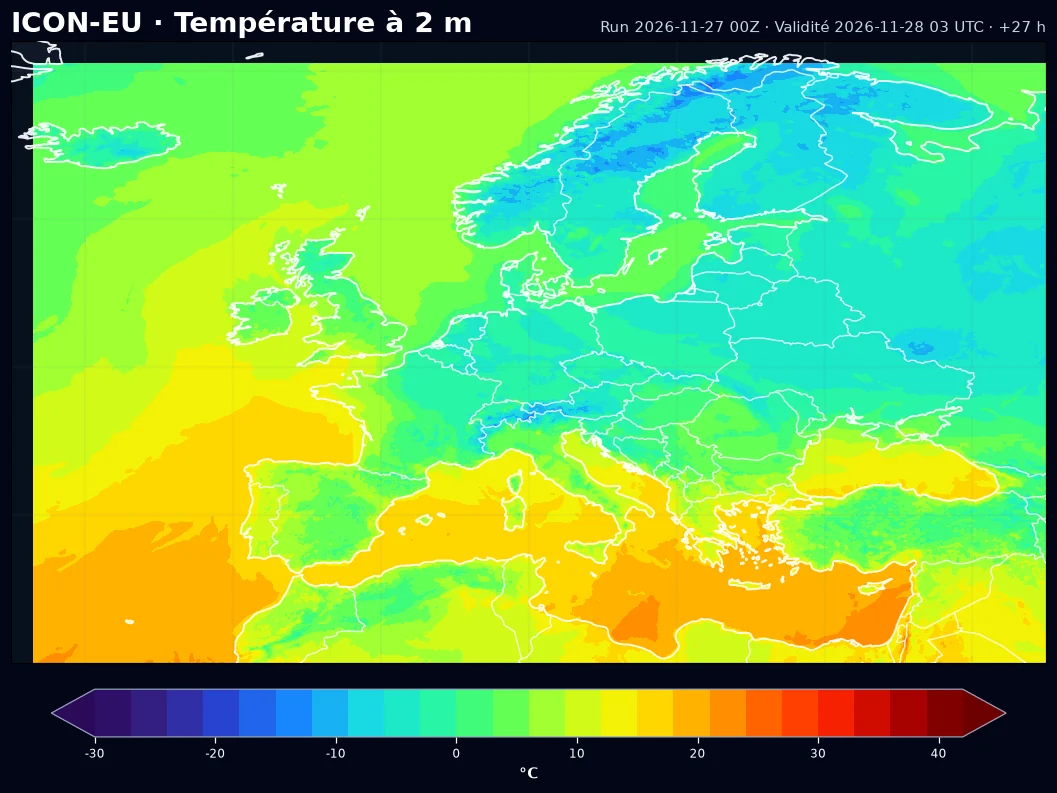 ICON-EU · Température à 2 m
Run 2026-11-27 00Z · Validité 2026-11-28 03 UTC · +27 h
-30 -20 -10 0 10 20 30 40
°C